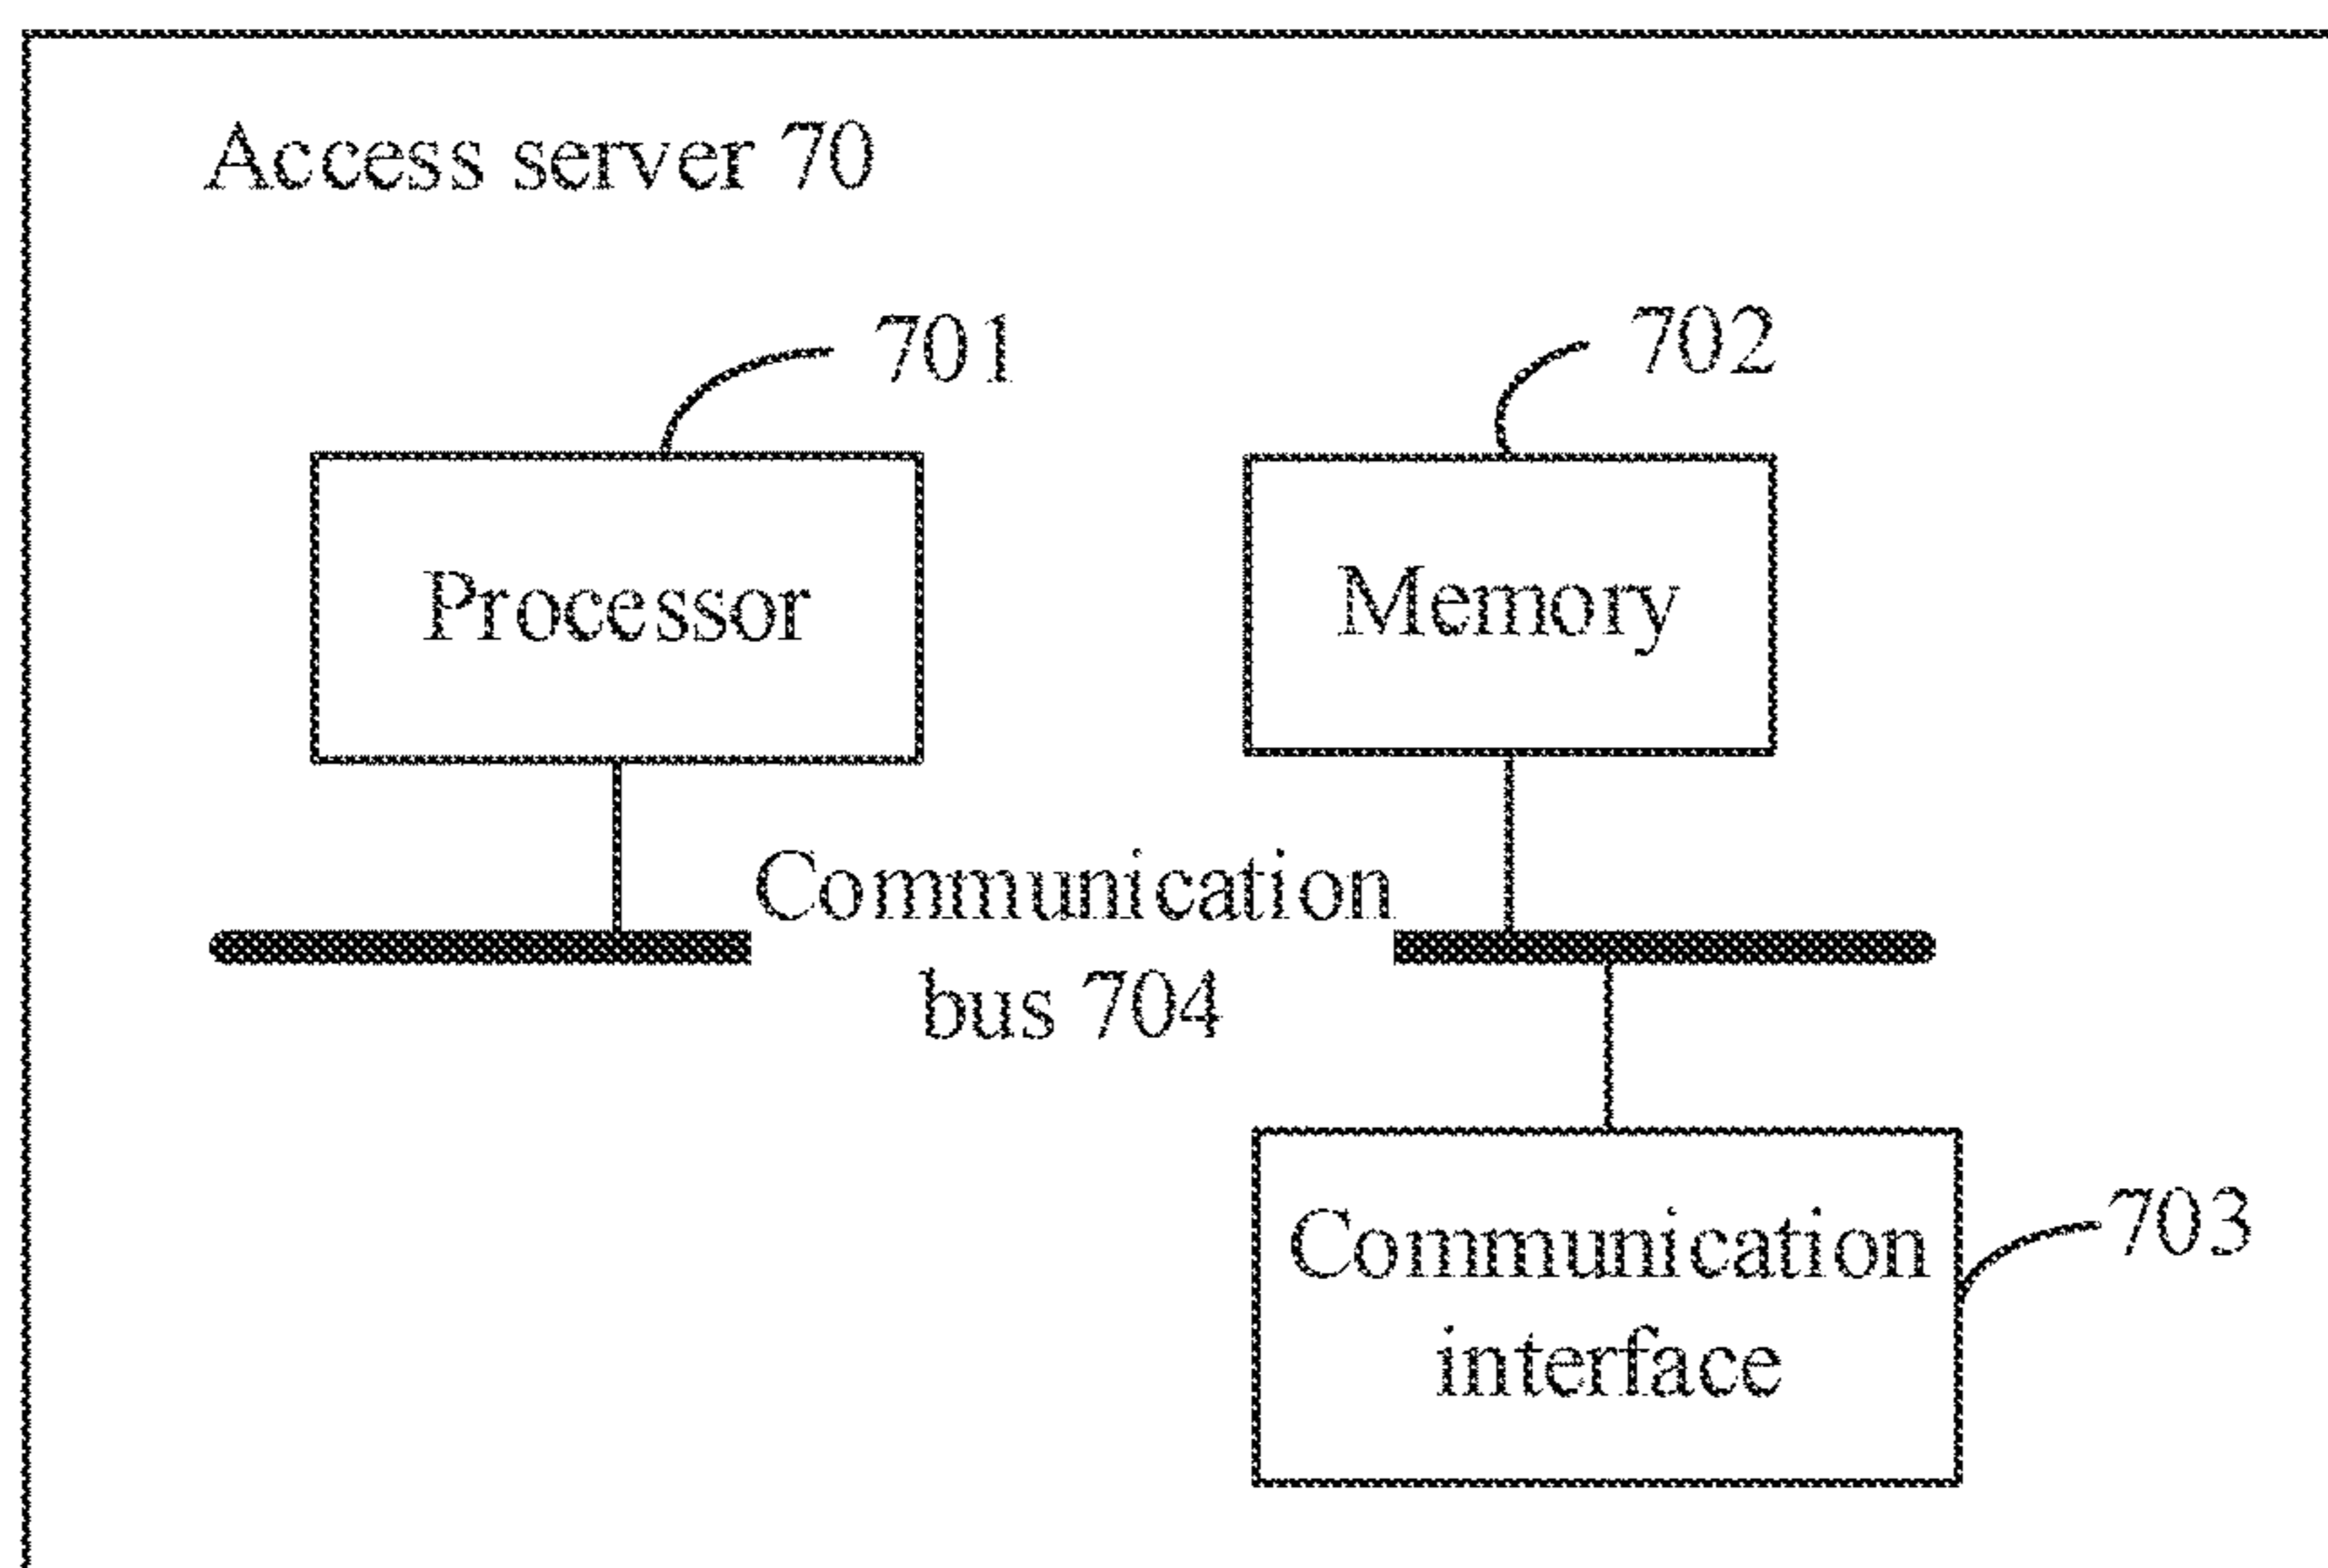 Access server 70
701
702
Processor
Memory
Communication
bus 704
Communication
interface
703